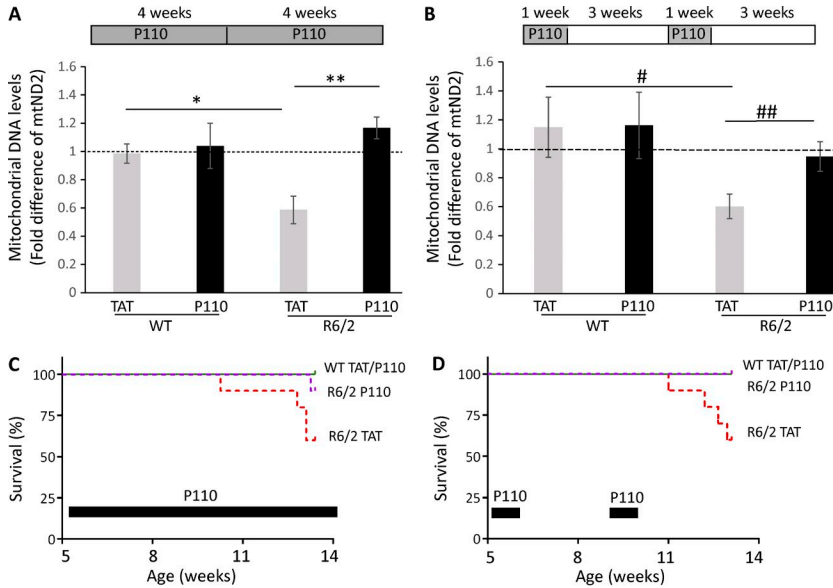 A
4 weeks
4 weeks
P110
P110
Mitochondrial DNA levels
(Fold difference of mtND2)
1.6
1.4
1.2
1
0.8
0.6
0.4
0.2
0
*
**
TAT
P110
TAT
P110
WT
R6/2
B
1 week
3 weeks
1 week
3 weeks
P110
P110
Mitochondrial DNA levels
(Fold difference of mtND2)
1.6
1.4
1.2
1
0.8
0.6
0.4
0.2
0
#
##
TAT
P110
TAT
P110
WT
R6/2
C
Survival (%)
100
75
50
25
0
WT TAT/P110
R6/2 P110
R6/2 TAT
P110
5
8
11
14
Age (weeks)
D
Survival (%)
100
75
50
25
0
WT TAT/P110
R6/2 P110
R6/2 TAT
P110
P110
5
8
11
14
Age (weeks)